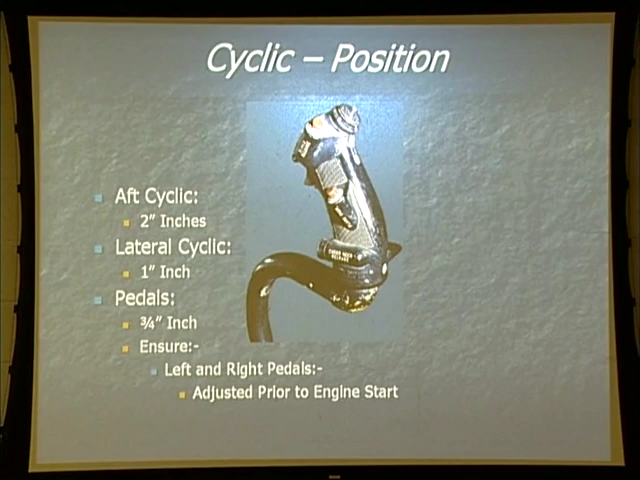 Cyclic – Position
Aft Cyclic:
2” Inches
Lateral Cyclic:
1” Inch
Pedals:
¾” Inch
Ensure:-
Left and Right Pedals:-
Adjusted Prior to Engine Start